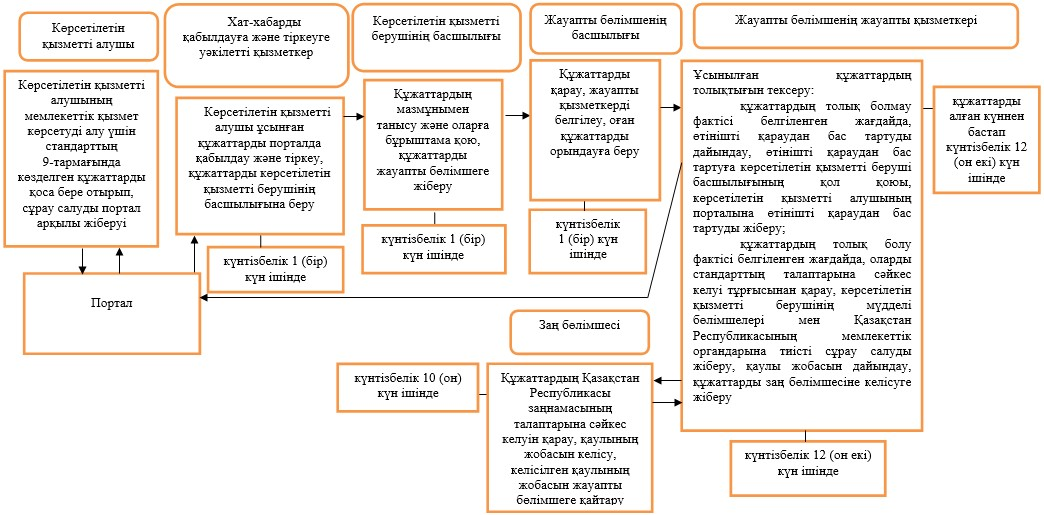 Көрсетілетін
қызметті алушы
Хат-хабарды
қабылдауға және тіркеуге
уәкілетті қызметкер
Көрсетілетін қызметті
берушінің басшылығы
Жауапты бөлімшенің
басшылығы
Жауапты бөлімшенің жауапты қызметкері
Көрсетілетін қызметті
алушының
мемлекеттік қызмет
көрсетуді алу үшін
стандарттың
9-тармағында
көзделген құжаттарды
қоса бере отырып,
сұрау салуды портал
арқылы жіберуі
Көрсетілетін қызметті
алушы ұсынған
құжаттарды порталда
қабылдау және тіркеу,
құжаттарды көрсетілетін
қызметті берушінің
басшылығына беру
күнтізбелік 1 (бір)
күн ішінде
Құжаттардың
мазмұнымен
танысу және оларға
бұрыштама қою,
құжаттарды
жауапты бөлімшеге
жіберу
күнтізбелік 1 (бір)
күн ішінде
Құжаттарды
қарау, жауапты
қызметкерді
белгілеу, оған
құжаттарды
орындауға беру
күнтізбелік
1 (бір) күн
ішінде
Ұсынылған құжаттардың
толықтығын тексеру:
құжаттардың толық болмау
фактісі белгіленген жағдайда,
өтінішті қараудан бас тартуды
дайындау, өтінішті қараудан бас
тартуға көрсетілетін қызметті беруші
басшылығының қол қоюы,
көрсетілетін қызметті алушының
порталына өтінішті қараудан бас
тартуды жіберу;
құжаттардың толық болу
фактісі белгіленген жағдайда, оларды
стандарттың талаптарына сәйкес
келуі тұрғысынан қарау, көрсетілетін
қызметті берушінің мүдделі
бөлімшелері мен Қазақстан
Республикасының мемлекеттік
органдарына тиісті сұрау салуды
жіберу, қаулы жобасын дайындау,
құжаттарды заң бөлімшесіне келісуге
жіберу
құжаттарды
алған күннен
бастап
күнтізбелік 12
(он екі) күн
ішінде
Портал
Заң бөлімшесі
күнтізбелік 10 (он)
күн ішінде
Құжаттардың Қазақстан
Республикасы
заңнамасының
талаптарына сәйкес
келуін қарау, қаулының
жобасын келісу,
келісілген қаулының
жобасын жауапты
бөлімшеге қайтару
күнтізбелік 12 (он екі)
күн ішінде